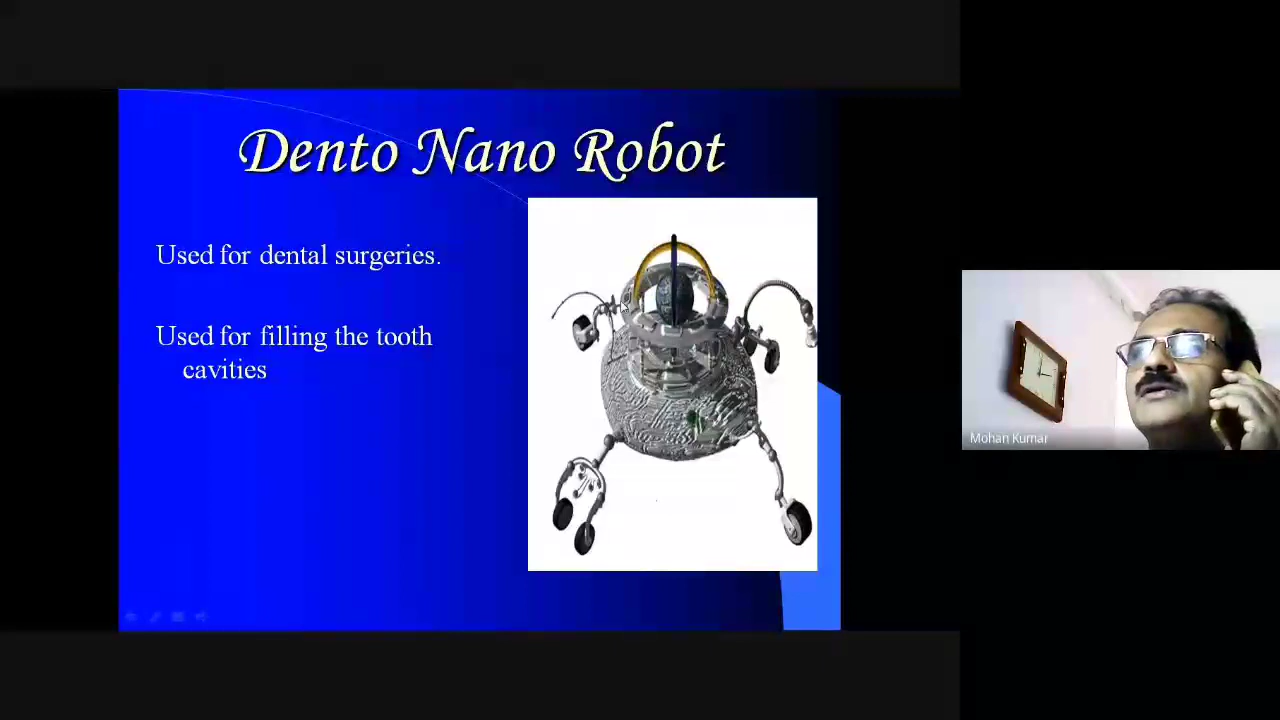 Dento Nano Robot
Used for dental surgeries.
Used for filling the tooth
cavities
Mohan Kumar